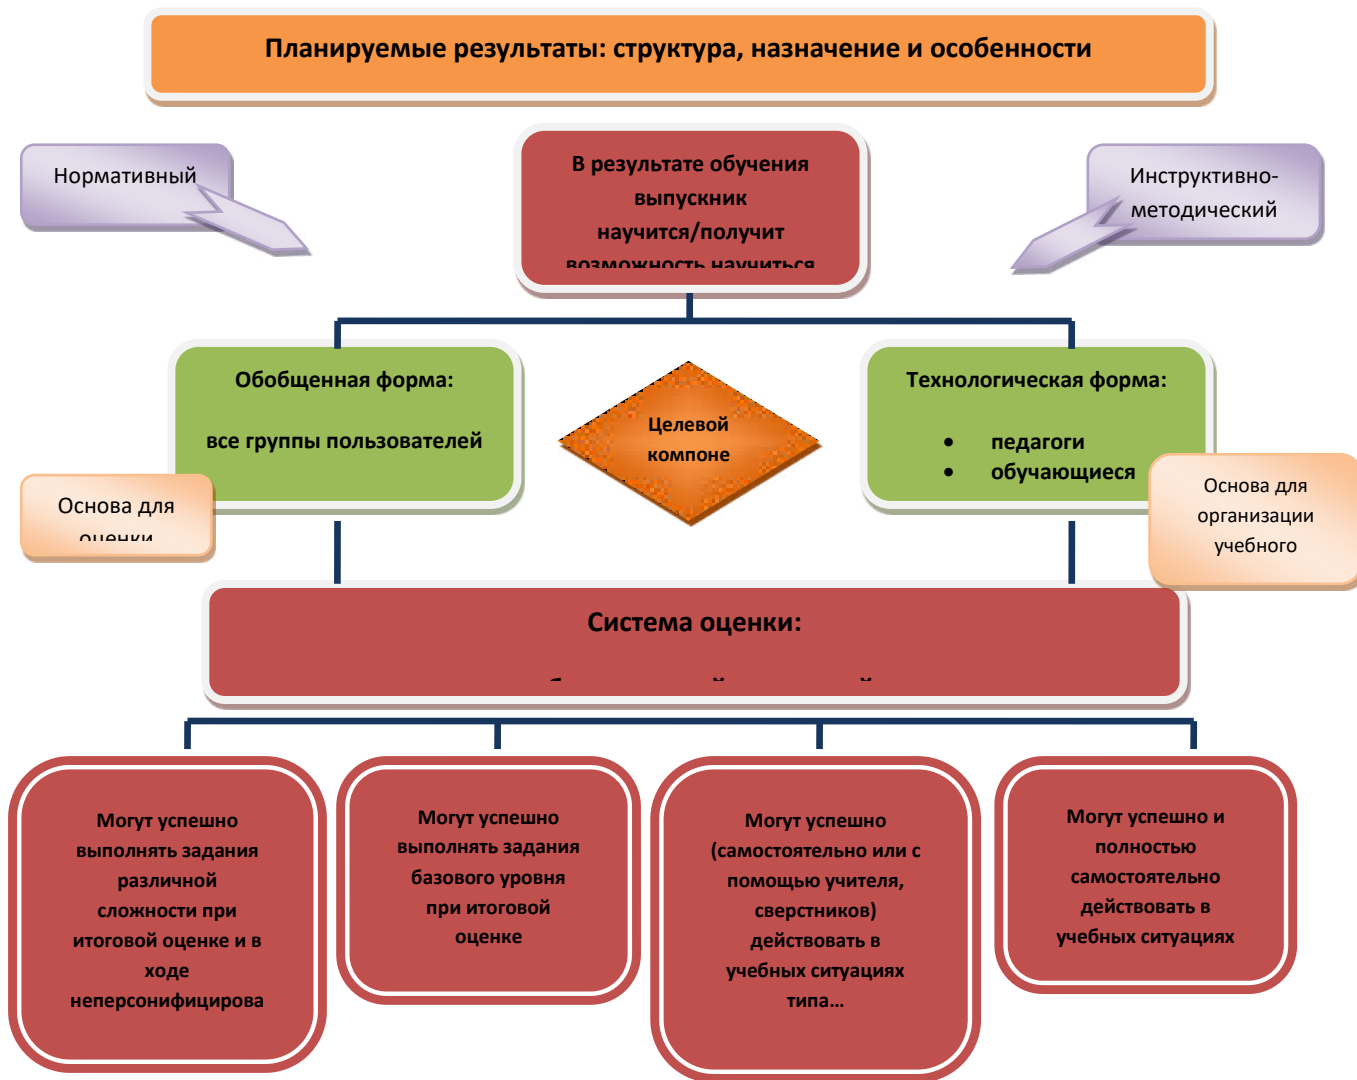 Планируемые результаты: структура, назначение и особенности
Нормативный
В результате обучения
выпускник
научится/получит
возможность научиться
Инструктивно-
методический
Обобщенная форма:
все группы пользователей
Целевой
компоне
Технологическая форма:
• педагоги
• обучающиеся
Основа для
оценки
Основа для
организации
учебного
Система оценки:
Могут успешно
выполнять задания
различной
сложности при
итоговой оценке и в
ходе
неперсонифицирова
Могут успешно
выполнять задания
базового уровня
при итоговой
оценке
Могут успешно
(самостоятельно или с
помощью учителя,
сверстников)
действовать в
учебных ситуациях
типа…
Могут успешно и
полностью
самостоятельно
действовать в
учебных ситуациях